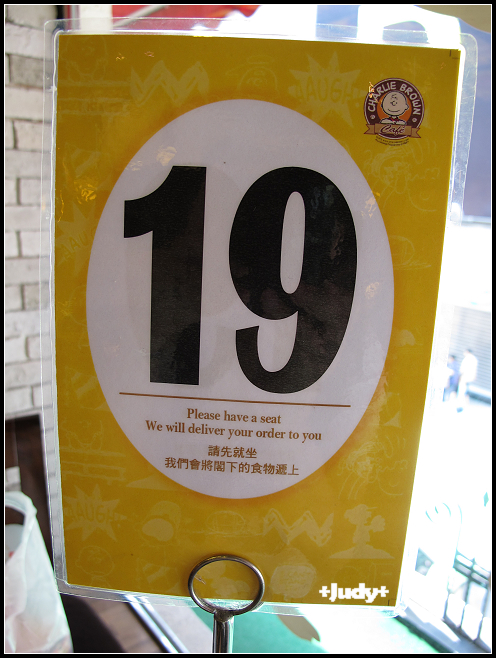 CHARLIE BROWN
Café
19
Please have a seat
We will deliver your order to you
請先就坐
我們會將閣下的食物遞上
+Judy+